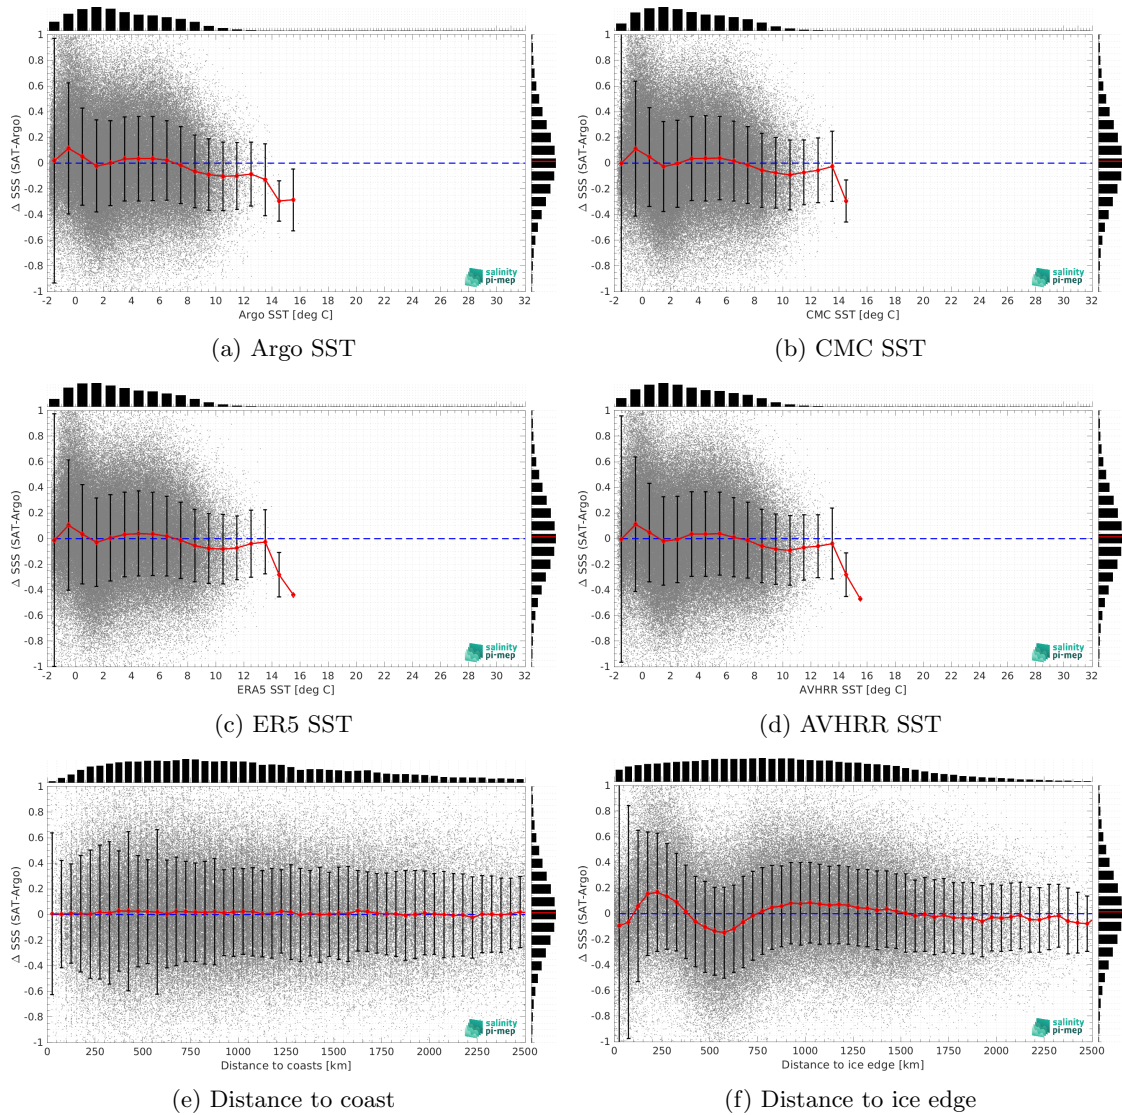 1
0.8
0.6
0.4
0.2
0
-0.2
-0.4
-0.6
-0.8
-1
Δ SSS (SAT-Argo)
salinity
pi-mep
-2 0 2 4 6 8 10 12 14 16 18 20 22 24 26 28 30 32
Argo SST [deg C]
(a) Argo SST
1
0.8
0.6
0.4
0.2
0
-0.2
-0.4
-0.6
-0.8
-1
Δ SSS (SAT-Argo)
salinity
pi-mep
-2 0 2 4 6 8 10 12 14 16 18 20 22 24 26 28 30 32
CMC SST [deg C]
(b) CMC SST
1
0.8
0.6
0.4
0.2
0
-0.2
-0.4
-0.6
-0.8
-1
Δ SSS (SAT-Argo)
salinity
pi-mep
-2 0 2 4 6 8 10 12 14 16 18 20 22 24 26 28 30 32
ERA5 SST [deg C]
(c) ER5 SST
1
0.8
0.6
0.4
0.2
0
-0.2
-0.4
-0.6
-0.8
-1
Δ SSS (SAT-Argo)
salinity
pi-mep
-2 0 2 4 6 8 10 12 14 16 18 20 22 24 26 28 30 32
AVHRR SST [deg C]
(d) AVHRR SST
1
0.8
0.6
0.4
0.2
0
-0.2
-0.4
-0.6
-0.8
-1
Δ SSS (SAT-Argo)
salinity
pi-mep
0 250 500 750 1000 1250 1500 1750 2000 2250 2500
Distance to coasts [km]
(e) Distance to coast
1
0.8
0.6
0.4
0.2
0
-0.2
-0.4
-0.6
-0.8
-1
Δ SSS (SAT-Argo)
salinity
pi-mep
0 250 500 750 1000 1250 1500 1750 2000 2250 2500
Distance to ice edge [km]
(f) Distance to ice edge